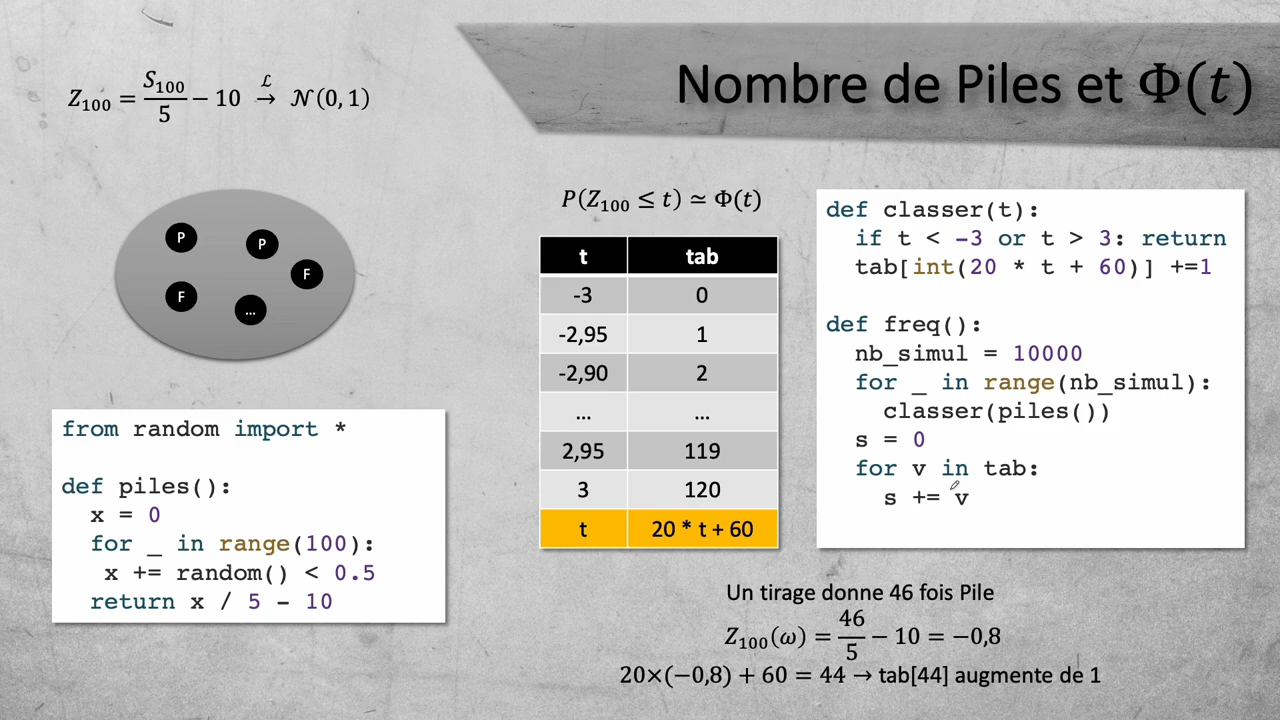 Nombre de Piles et Φ(t)
Z₁₀₀ = S₁₀₀/5 − 10 →ᴸ 𝒩(0, 1)
P
P
F
F
...
from random import *
def piles():
x = 0
for _ in range(100):
x += random() < 0.5
return x / 5 - 10
P(Z₁₀₀ ≤ t) ≃ Φ(t)
t tab
-3 0
-2,95 1
-2,90 2
... ...
2,95 119
3 120
t 20 * t + 60
def classer(t):
if t < -3 or t > 3: return
tab[int(20 * t + 60)] +=1
def freq():
nb_simul = 10000
for _ in range(nb_simul):
classer(piles())
s = 0
for v in tab:
s += v
Un tirage donne 46 fois Pile
Z₁₀₀(ω) = 46/5 − 10 = −0,8
20×(−0,8) + 60 = 44 → tab[44] augmente de 1